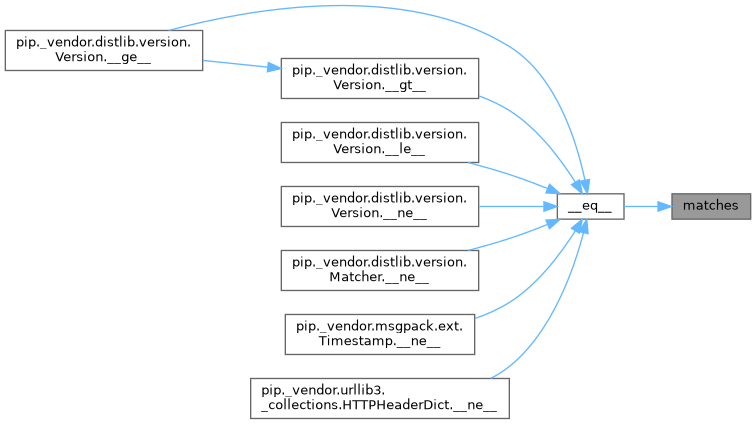 pip._vendor.distlib.version.
Version.__ge__
pip._vendor.distlib.version.
Version.__gt__
pip._vendor.distlib.version.
Version.__le__
pip._vendor.distlib.version.
Version.__ne__
pip._vendor.distlib.version.
Matcher.__ne__
pip._vendor.msgpack.ext.
Timestamp.__ne__
pip._vendor.urllib3.
_collections.HTTPHeaderDict.__ne__
__eq__
matches